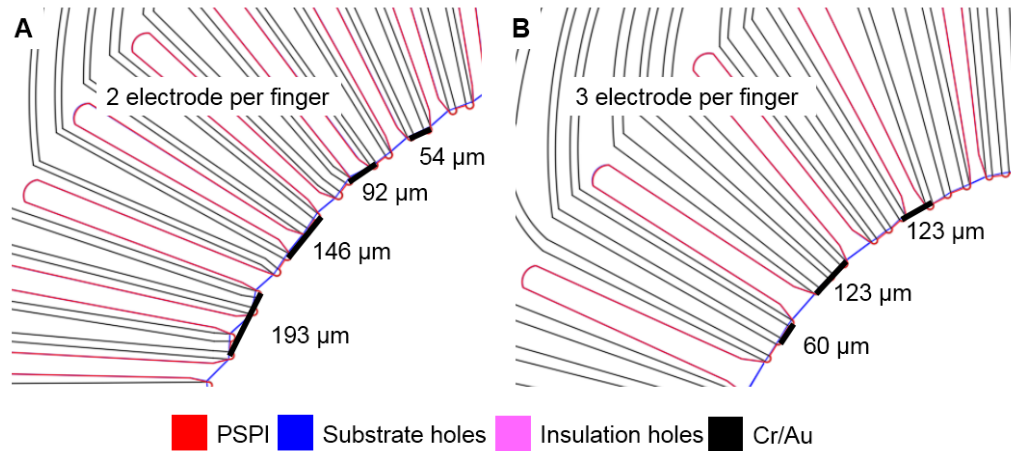 A
2 electrode per finger
54 µm
92 µm
146 µm
193 µm
B
3 electrode per finger
123 µm
123 µm
60 µm
PSPI
Substrate holes
Insulation holes
Cr/Au